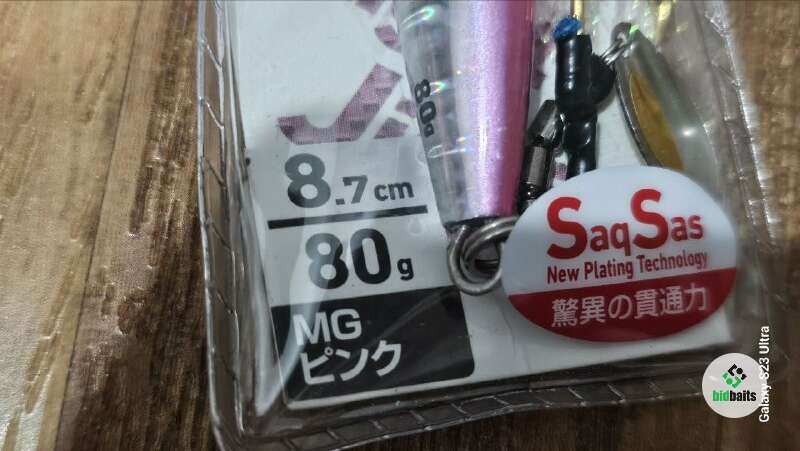 80g
8.7cm
80g
MG
ピンク
SaqSas
New Plating Technology
驚異の貫通力
bidbaits
Galaxy S23 Ultra